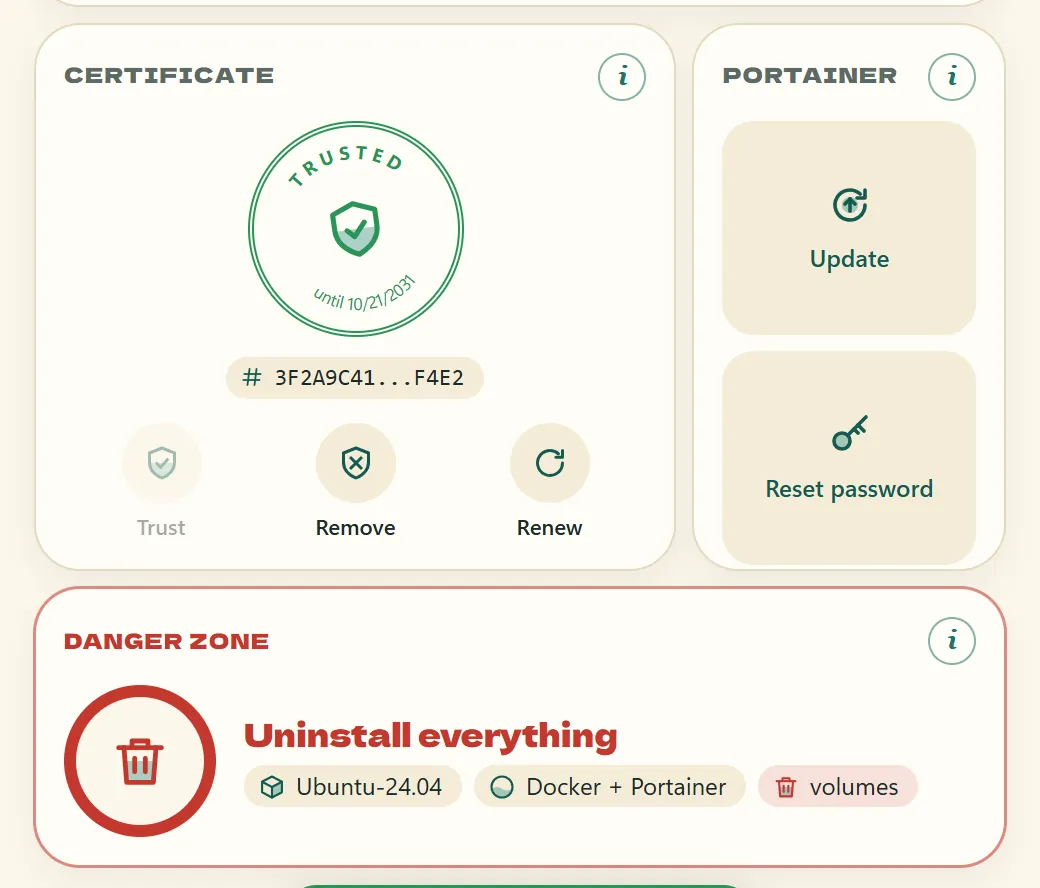 CERTIFICATE
i
TRUSTED
until 10/21/2031
# 3F2A9C41...F4E2
Trust
Remove
Renew
PORTAINER
i
Update
Reset password
DANGER ZONE
i
Uninstall everything
Ubuntu-24.04
Docker + Portainer
volumes